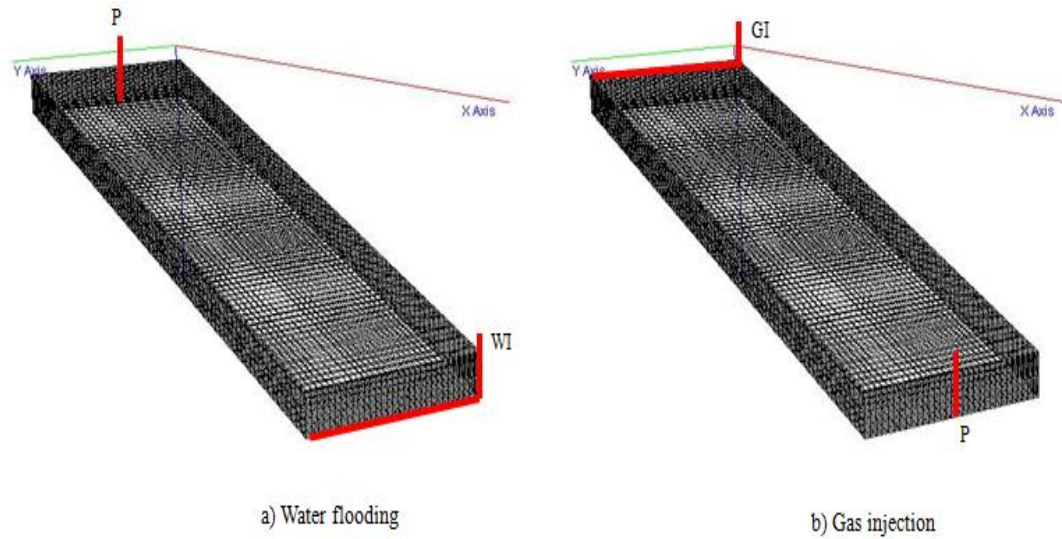 P
Y Axis
X Axis
WI
a) Water flooding
GI
Y Axis
X Axis
P
b) Gas injection